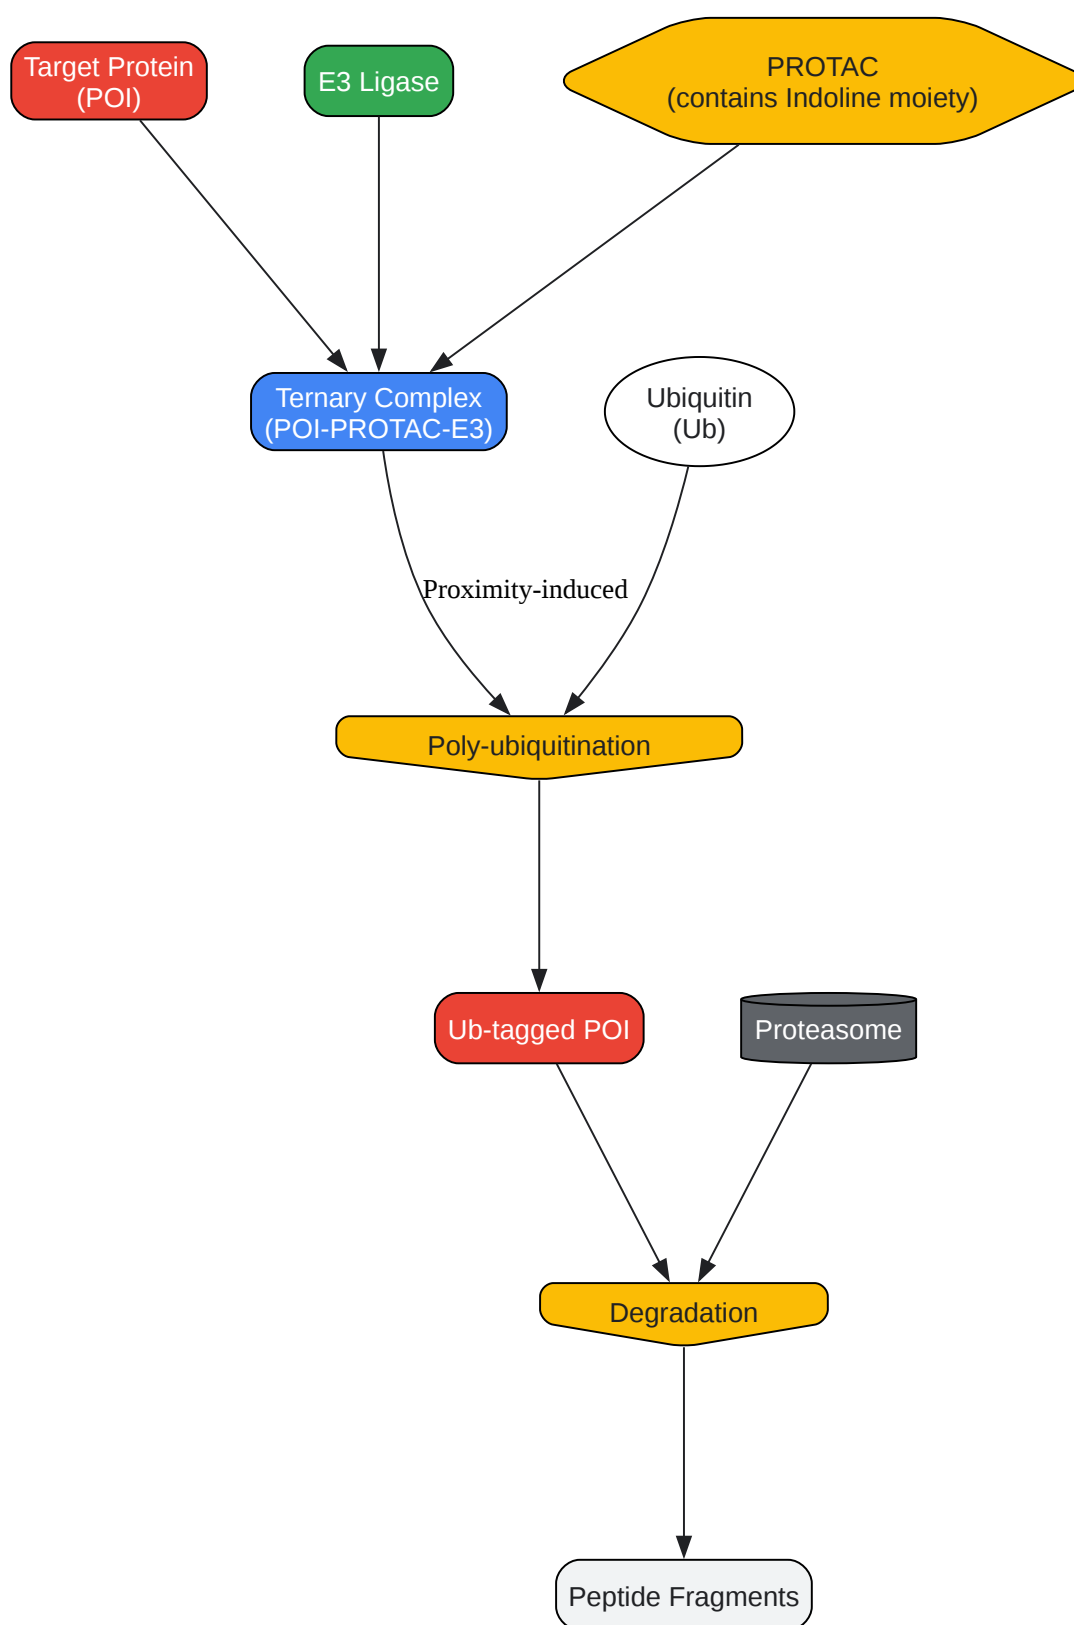 Target Protein
(POI)
E3 Ligase
PROTAC
(contains Indoline moiety)
Ternary Complex
(POI-PROTAC-E3)
Ubiquitin
(Ub)
Proximity-induced
Poly-ubiquitination
Ub-tagged POI
Proteasome
Degradation
Peptide Fragments